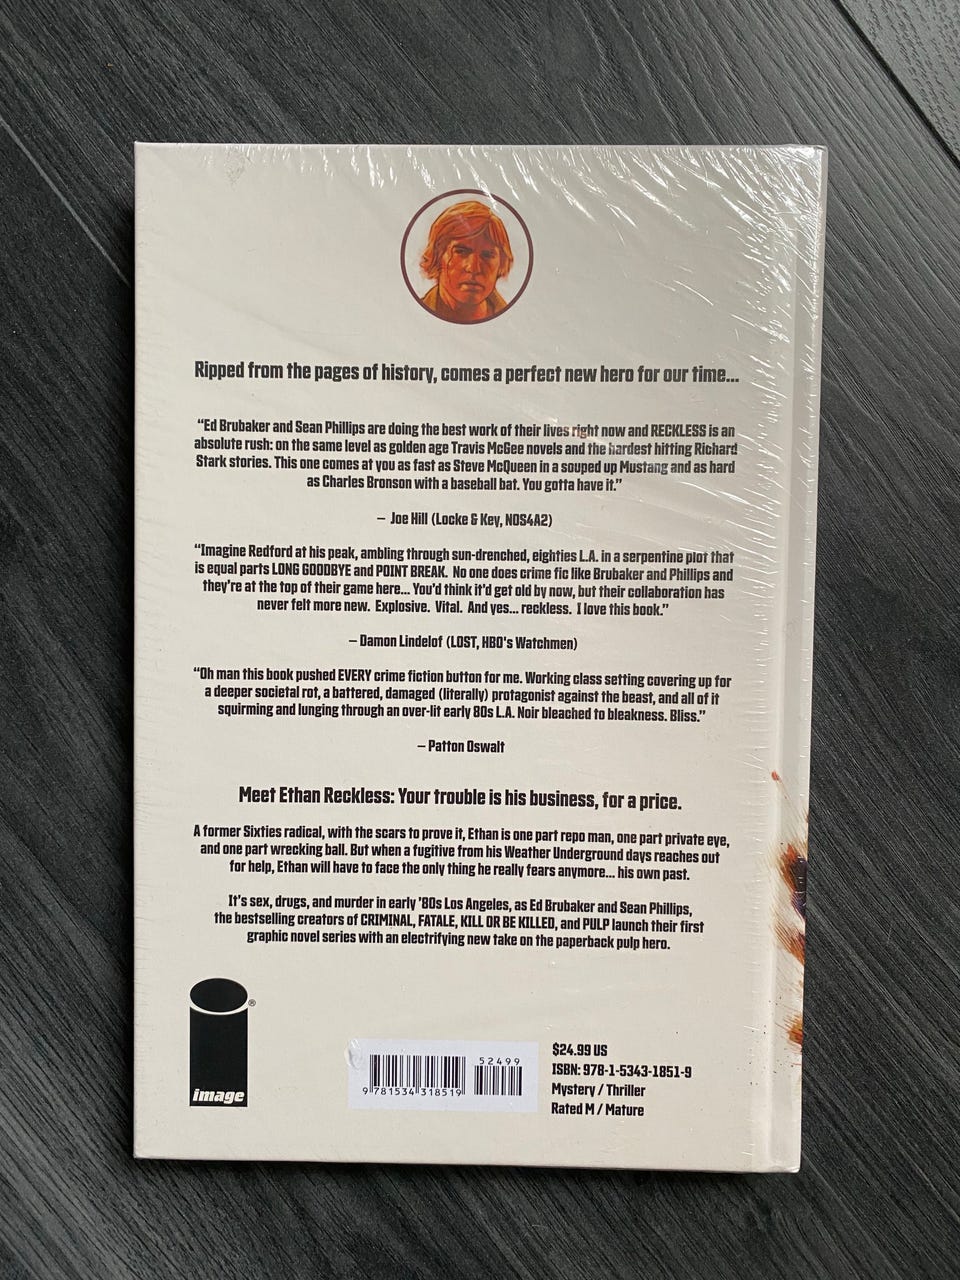 Ripped from the pages of history, comes a perfect new hero for our time...
“Ed Brubaker and Sean Phillips are doing the best work of their lives right now and RECKLESS is an
absolute rush: on the same level as golden age Travis McGee novels and the hardest hitting Richard
Stark stories. This one comes at you as fast as Steve McQueen in a souped up Mustang and as hard
as Charles Bronson with a baseball bat. You gotta have it.”
— Joe Hill (Locke & Key, NOS4A2)
“Imagine Redford at his peak, ambling through sun-drenched, eighties L.A. in a serpentine plot that
is equal parts LONG GOODBYE and POINT BREAK. No one does crime fic like Brubaker and Phillips and
they're at the top of their game here... You'd think it'd get old by now, but their collaboration has
never felt more new. Explosive. Vital. And yes... reckless. I love this book.”
— Damon Lindelof (LOST, HBO's Watchmen)
“Oh man this book pushed EVERY crime fiction button for me. Working class setting covering up for
a deeper societal rot, a battered, damaged (literally) protagonist against the beast, and all of it
squirming and lunging through an over-lit early 80s L.A. Noir bleached to bleakness. Bliss.”
— Patton Oswalt
Meet Ethan Reckless: Your trouble is his business, for a price.
A former Sixties radical, with the scars to prove it, Ethan is one part repo man, one part private eye,
and one part wrecking ball. But when a fugitive from his Weather Underground days reaches out
for help, Ethan will have to face the only thing he really fears anymore... his own past.
It's sex, drugs, and murder in early '80s Los Angeles, as Ed Brubaker and Sean Phillips,
the bestselling creators of CRIMINAL, FATALE, KILL OR BE KILLED, and PULP launch their first
graphic novel series with an electrifying new take on the paperback pulp hero.
image®
52499
9 781534 318519
$24.99 US
ISBN: 978-1-5343-1851-9
Mystery / Thriller
Rated M / Mature